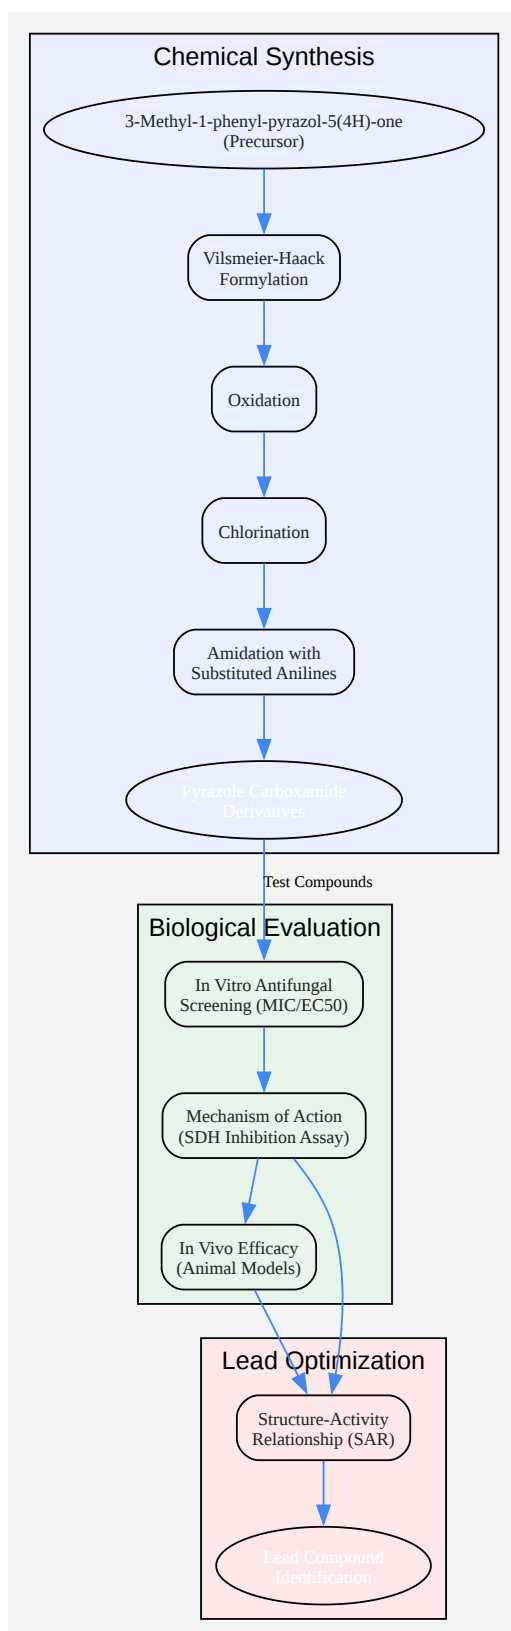 Chemical Synthesis
3-Methyl-1-phenyl-pyrazol-5(4H)-one
(Precursor)
Vilsmeier-Haack
Formylation
Oxidation
Chlorination
Amidation with
Substituted Anilines
Pyrazole Carboxamide
Derivatives
Test Compounds
Biological Evaluation
In Vitro Antifungal
Screening (MIC/EC50)
Mechanism of Action
(SDH Inhibition Assay)
In Vivo Efficacy
(Animal Models)
Lead Optimization
Structure-Activity
Relationship (SAR)
Lead Compound
Identification